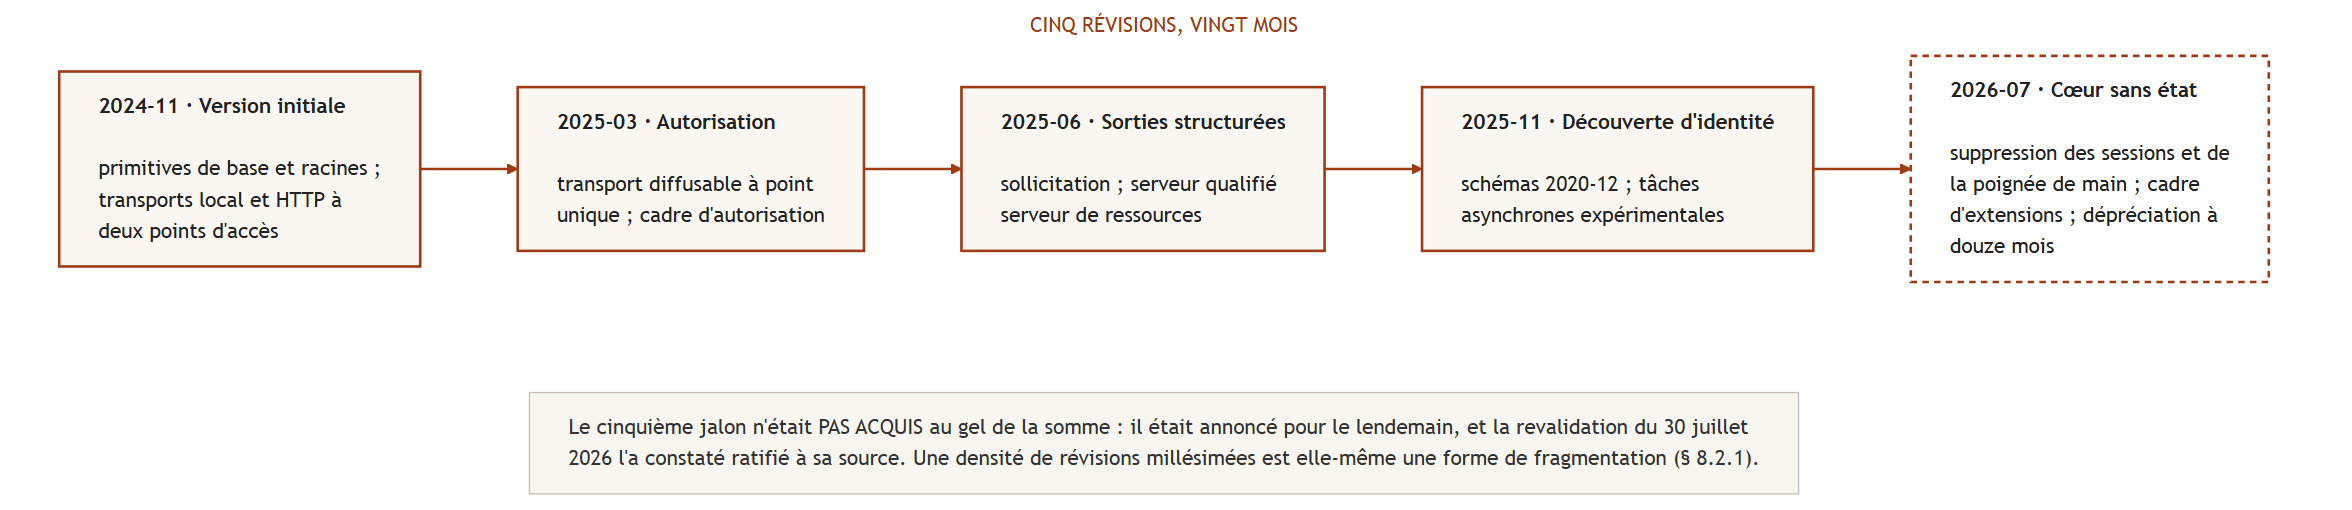 CINQ RÉVISIONS, VINGT MOIS
2024-11 · Version initiale
primitives de base et racines ;
transports local et HTTP à
deux points d'accès
2025-03 · Autorisation
transport diffusable à point
unique ; cadre d'autorisation
2025-06 · Sorties structurées
sollicitation ; serveur qualifié
serveur de ressources
2025-11 · Découverte d'identité
schémas 2020-12 ; tâches
asynchrones expérimentales
2026-07 · Cœur sans état
suppression des sessions et de
la poignée de main ; cadre
d'extensions ; dépréciation à
douze mois
Le cinquième jalon n'était PAS ACQUIS au gel de la somme : il était annoncé pour le lendemain, et la revalidation du 30 juillet
2026 l'a constaté ratifié à sa source. Une densité de révisions millésimées est elle-même une forme de fragmentation (§ 8.2.1).